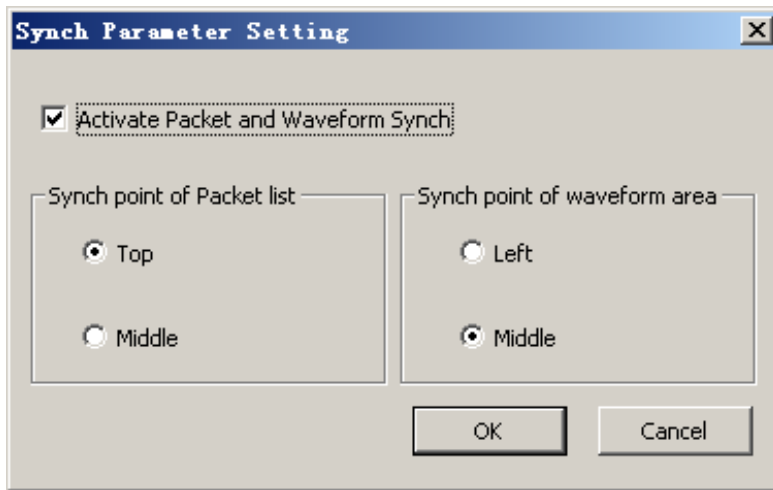 Synch Parameter Setting
Activate Packet and Waveform Synch
Synch point of Packet list
Top
Middle
Synch point of waveform area
Left
Middle
OK
Cancel